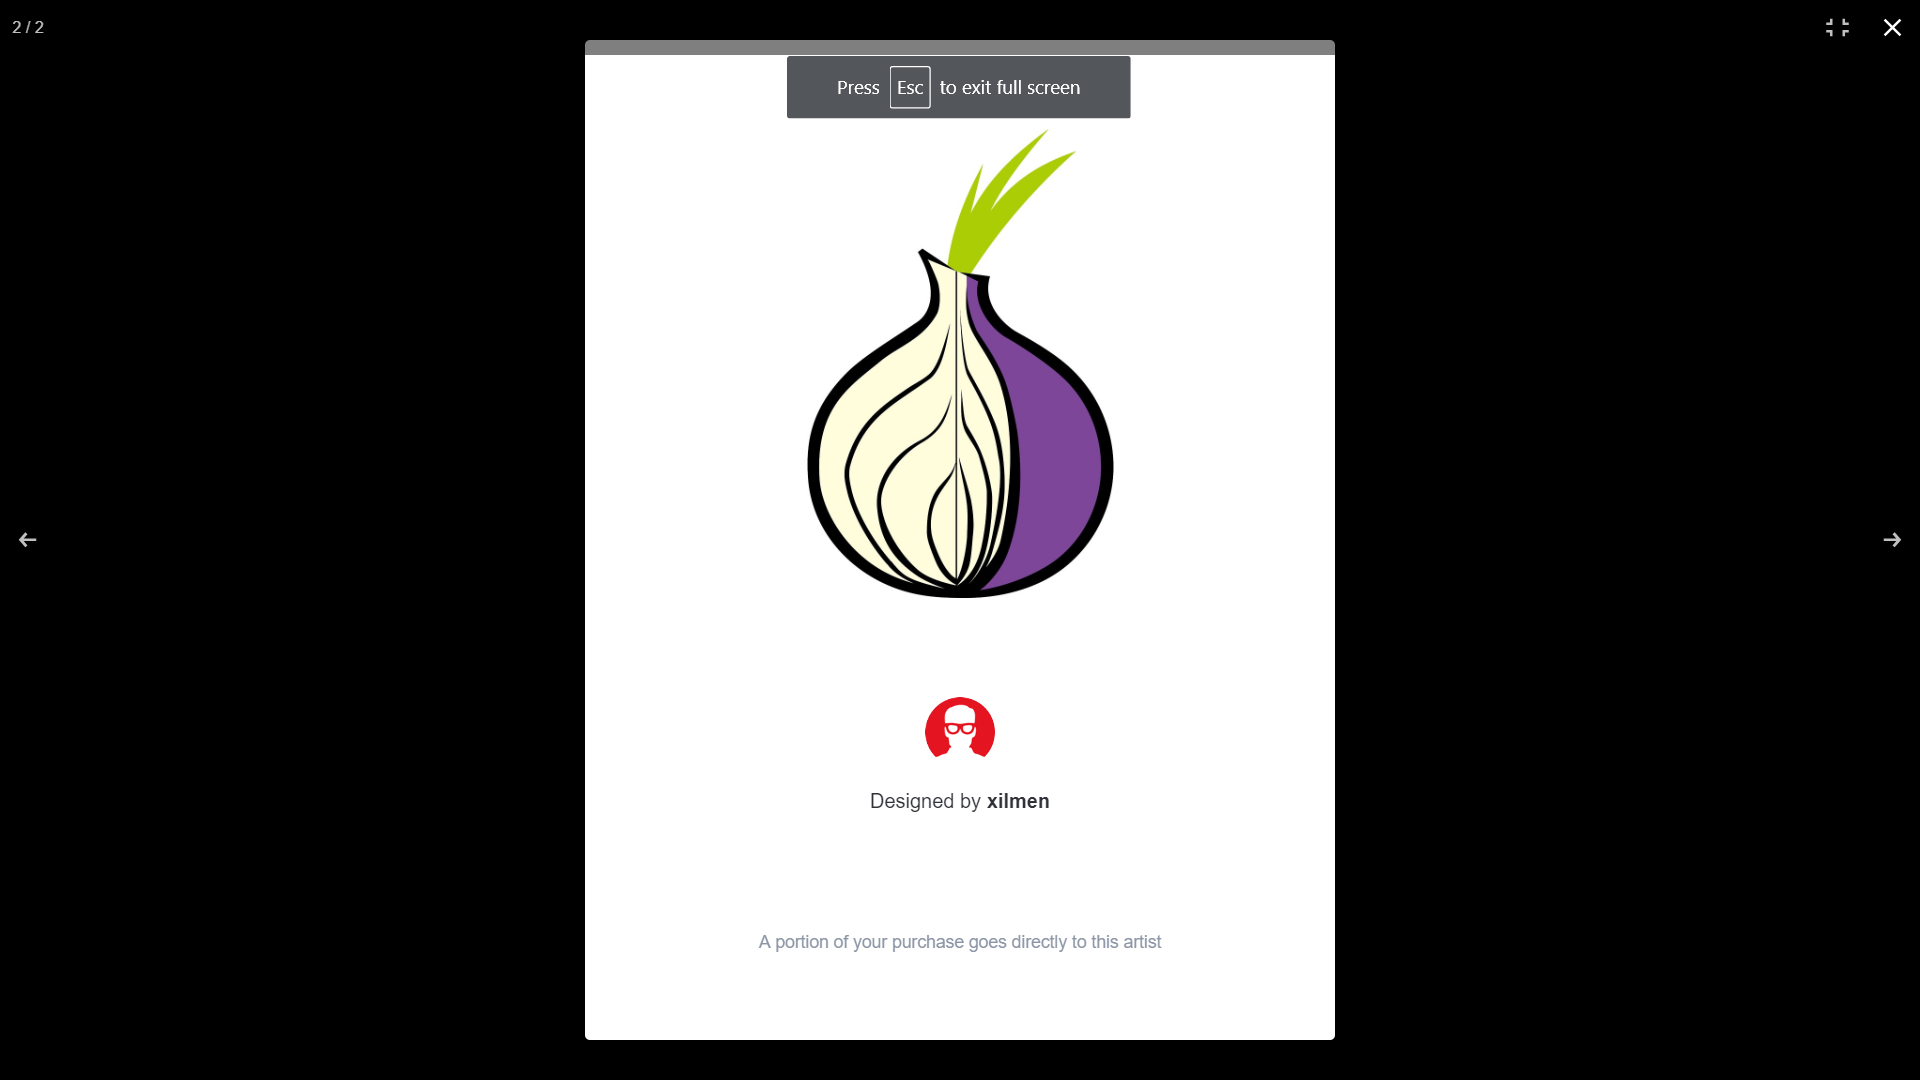 2 / 2
Press Esc to exit full screen
Designed by xilmen
A portion of your purchase goes directly to this artist